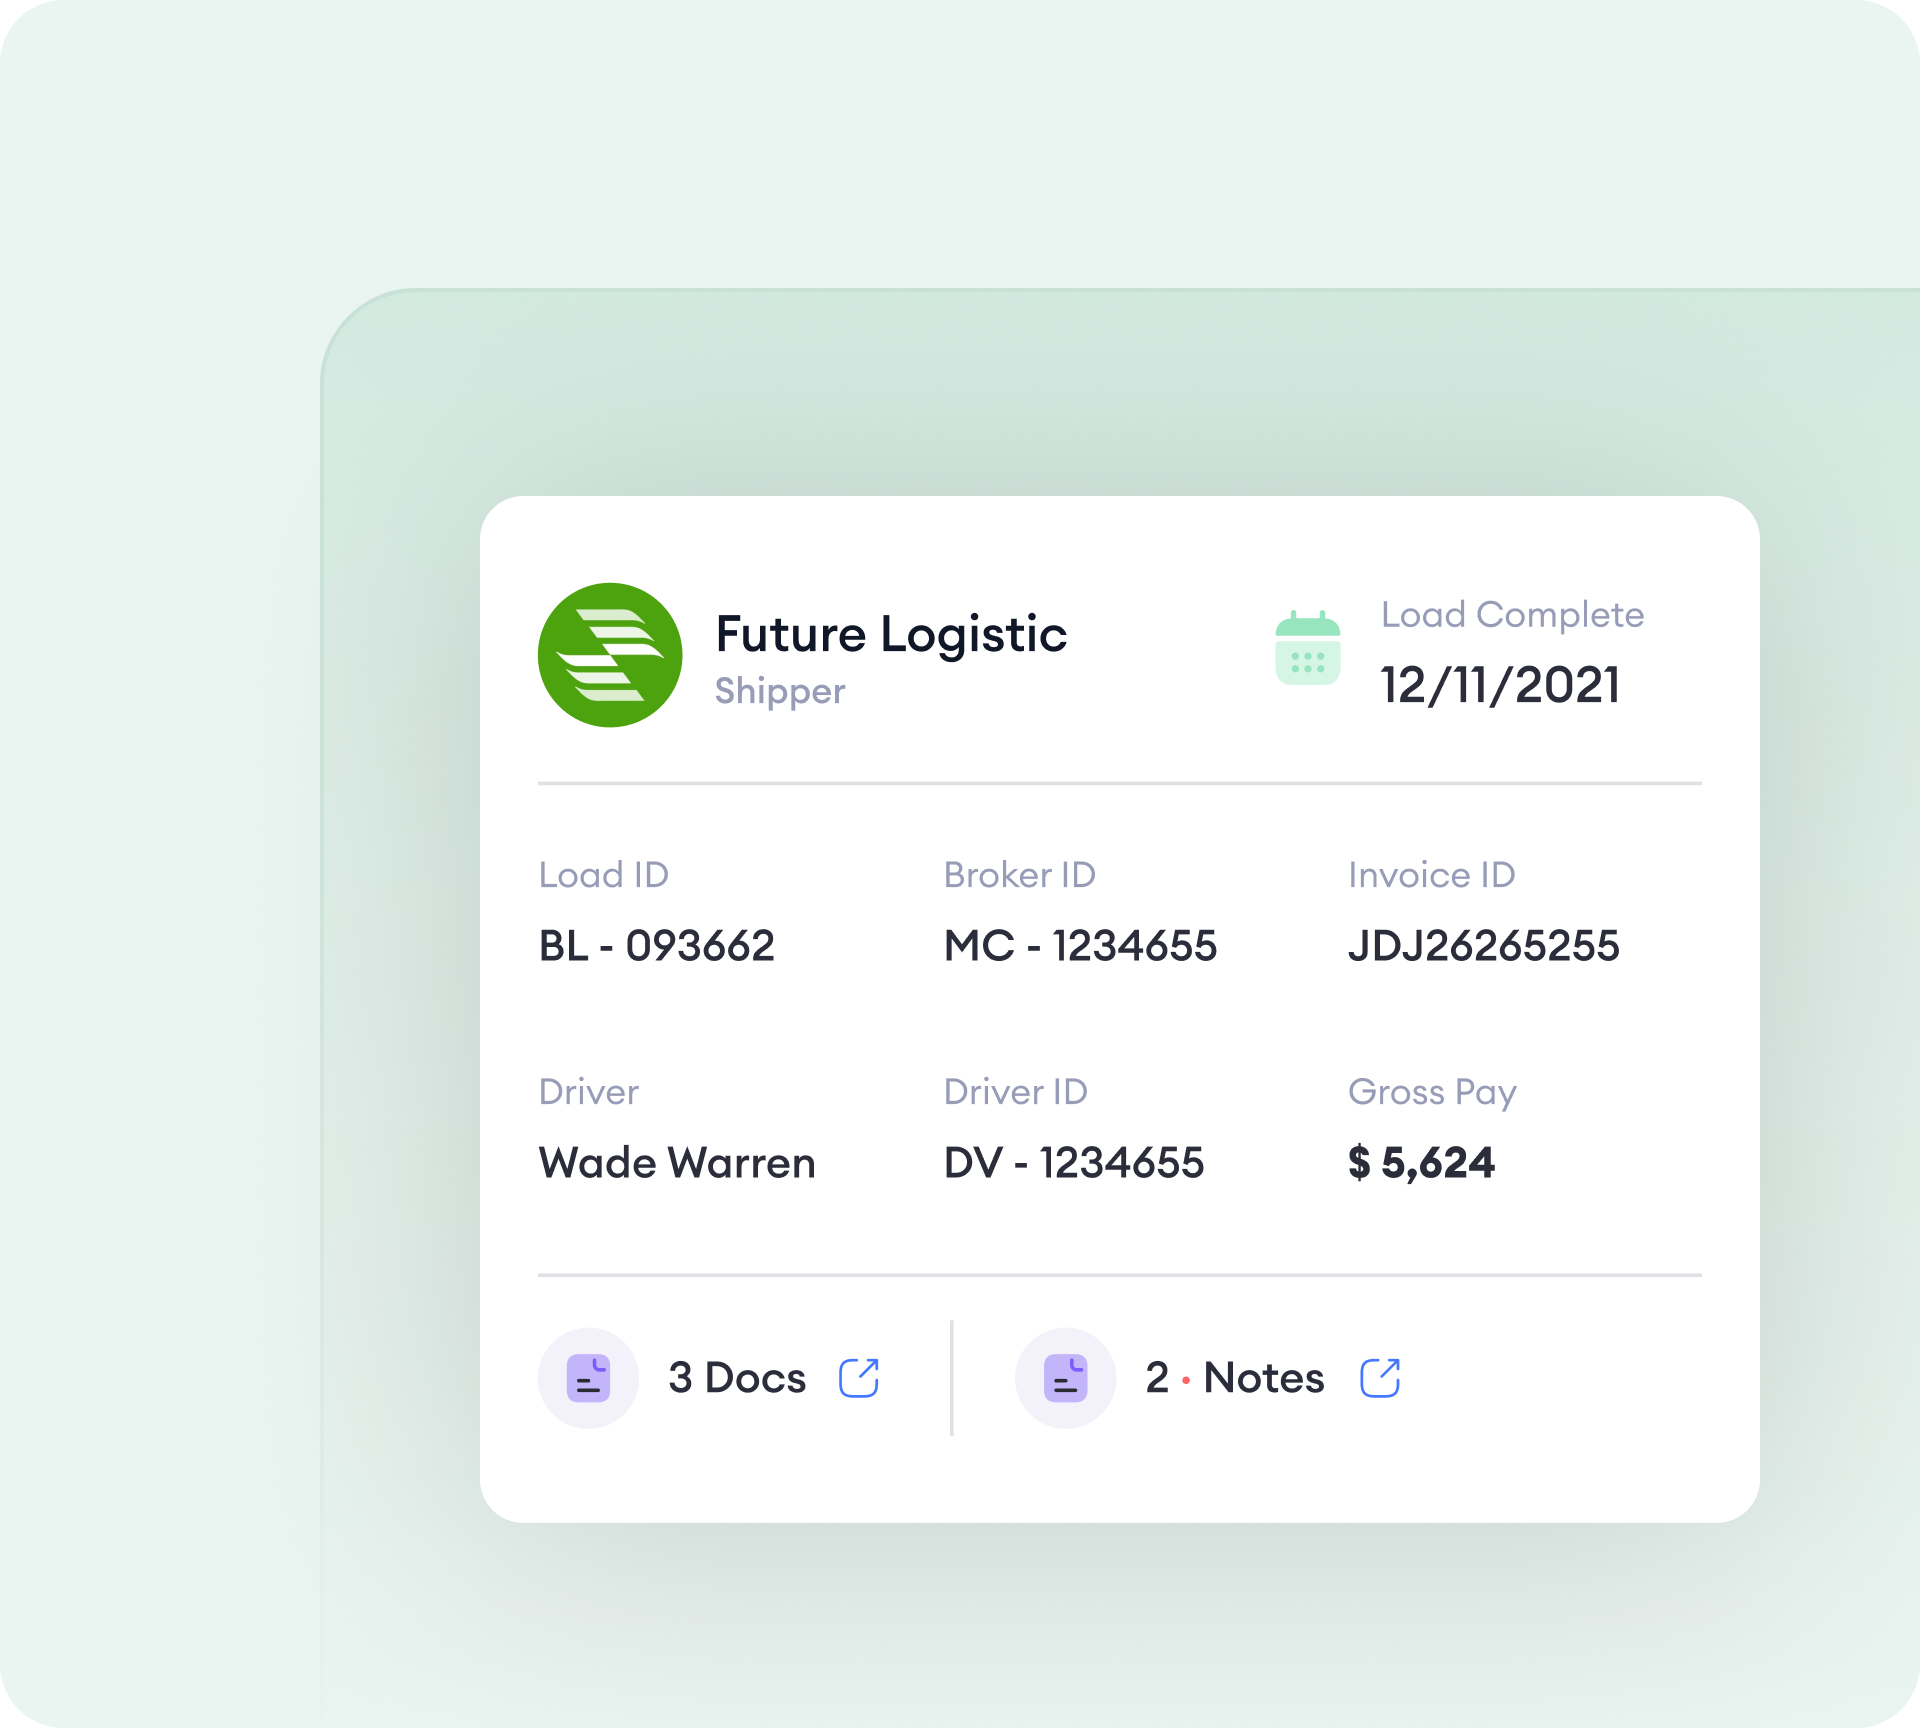 Future Logistic
Shipper
Load Complete
12/11/2021
Load ID
BL - 093662
Broker ID
MC - 1234655
Invoice ID
JDJ26265255
Driver
Wade Warren
Driver ID
DV - 1234655
Gross Pay
$ 5,624
3 Docs
2 • Notes